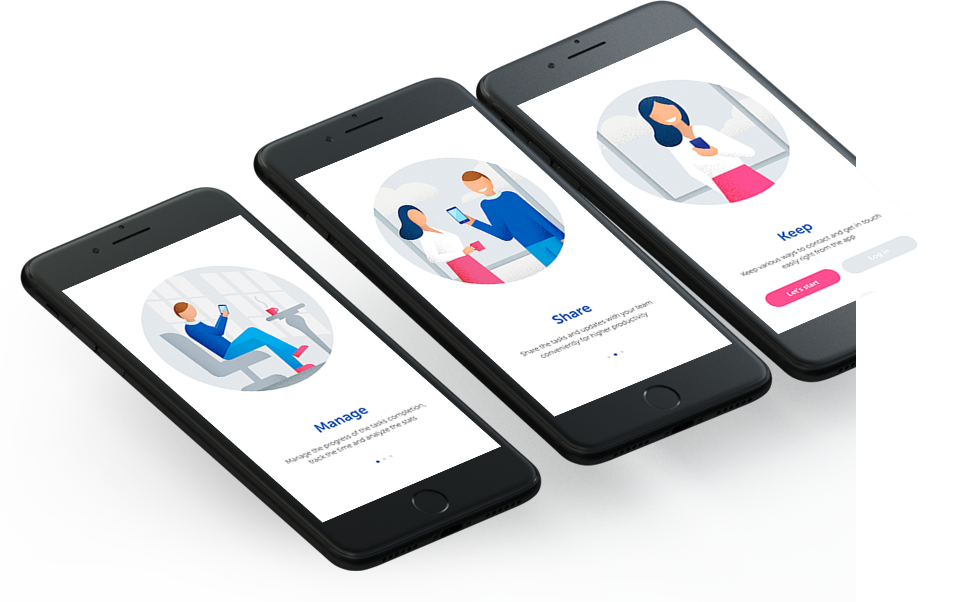 Manage
Manage the progress of the tasks completion,
track the time and analyze the stats
Share
Share the tasks and updates with your team
conveniently for higher productivity
Keep
Keep various ways to contact and get in touch
easily right from the app
Let's start
Log in